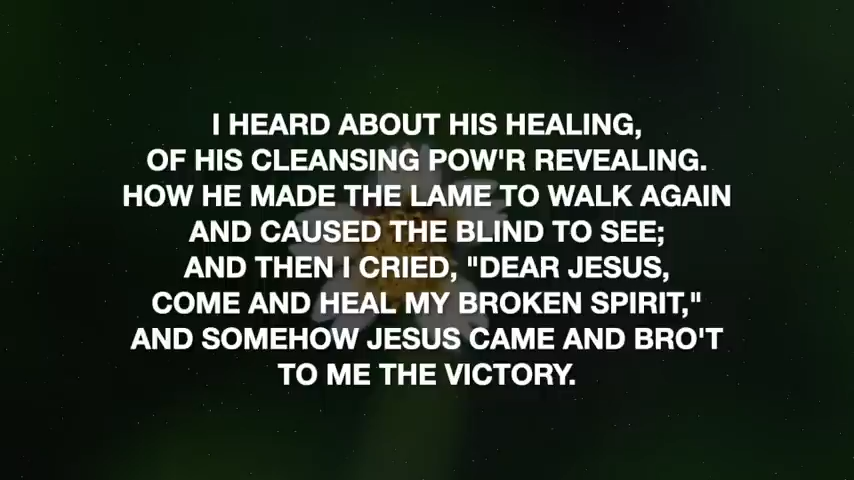 I HEARD ABOUT HIS HEALING,
OF HIS CLEANSING POW'R REVEALING.
HOW HE MADE THE LAME TO WALK AGAIN
AND CAUSED THE BLIND TO SEE;
AND THEN I CRIED, "DEAR JESUS,
COME AND HEAL MY BROKEN SPIRIT,"
AND SOMEHOW JESUS CAME AND BRO'T
TO ME THE VICTORY.